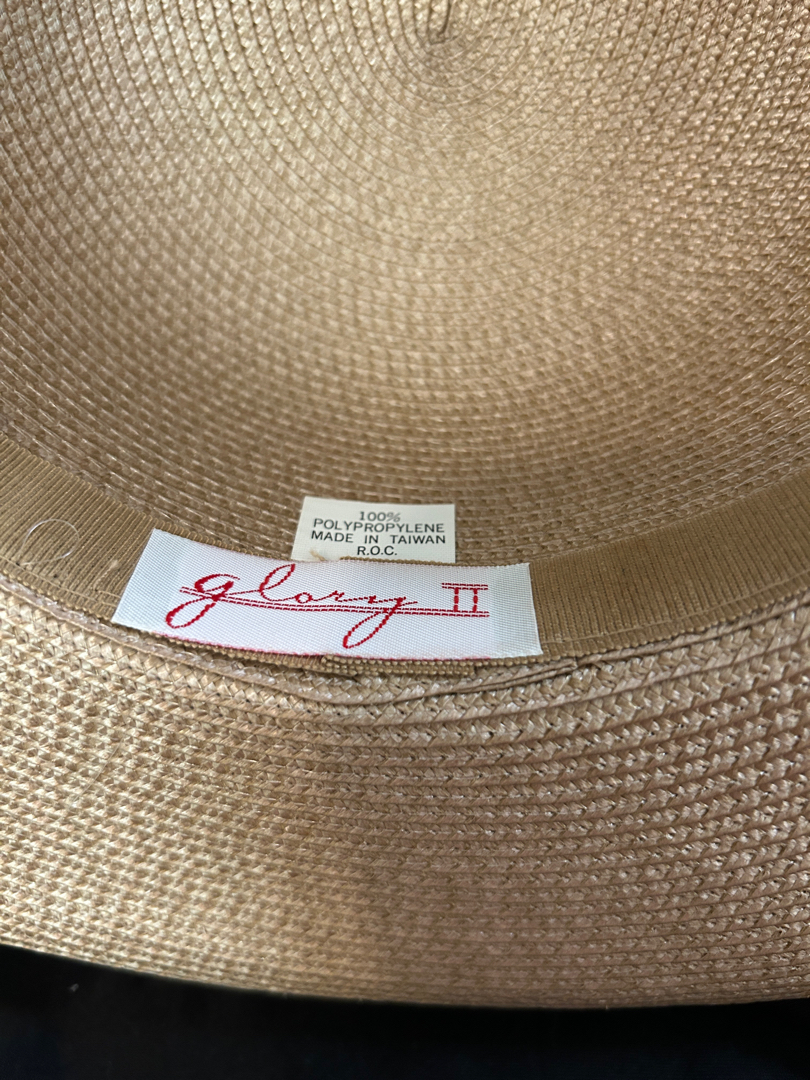 100%
POLYPROPYLENE
MADE IN TAIWAN
R.O.C.
glory II